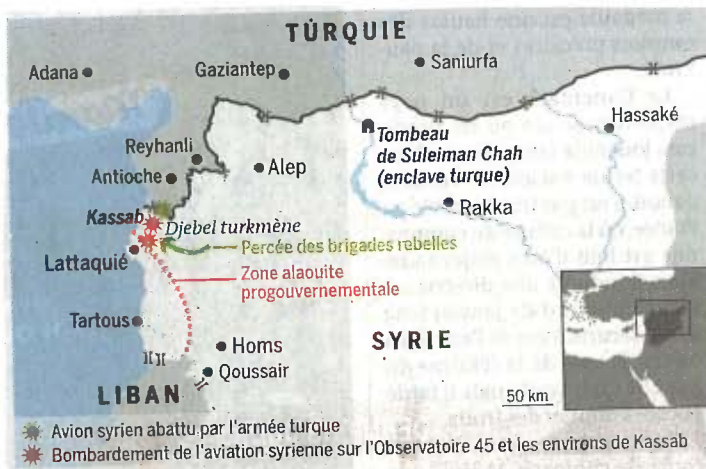 TURQUIE
Adana
Gaziantep
Saniurfa
Hassaké
Reyhanli
Antioche
Alep
Tombeau
de Suleiman Chah
(enclave turque)
Kassab
Djebel turkmène
Rakka
Percée des brigades rebelles
Lattaquié
Zone alaouite
progouvernementale
Tartous
Homs
SYRIE
Qoussair
LIBAN
50 km
Avion syrien abattu par l'armée turque
Bombardement de l'aviation syrienne sur l'Observatoire 45 et les environs de Kassab